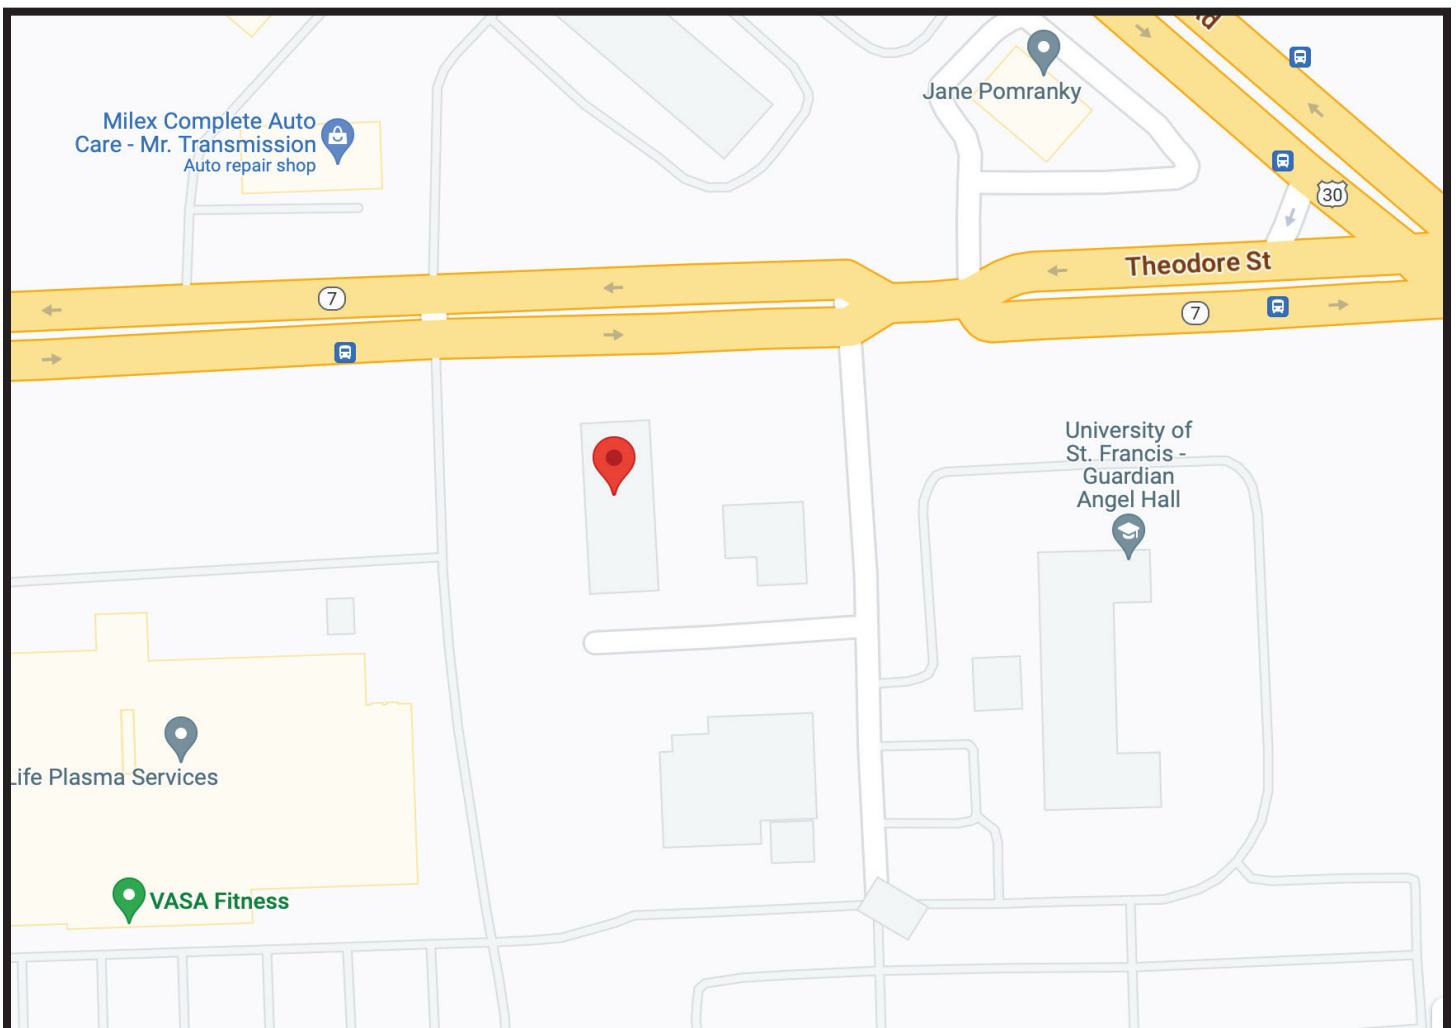 Jane Pomranky
Milex Complete Auto
Care - Mr. Transmission
Auto repair shop
30
Theodore St
7
7
University of
St. Francis -
Guardian
Angel Hall
Life Plasma Services
VASA Fitness